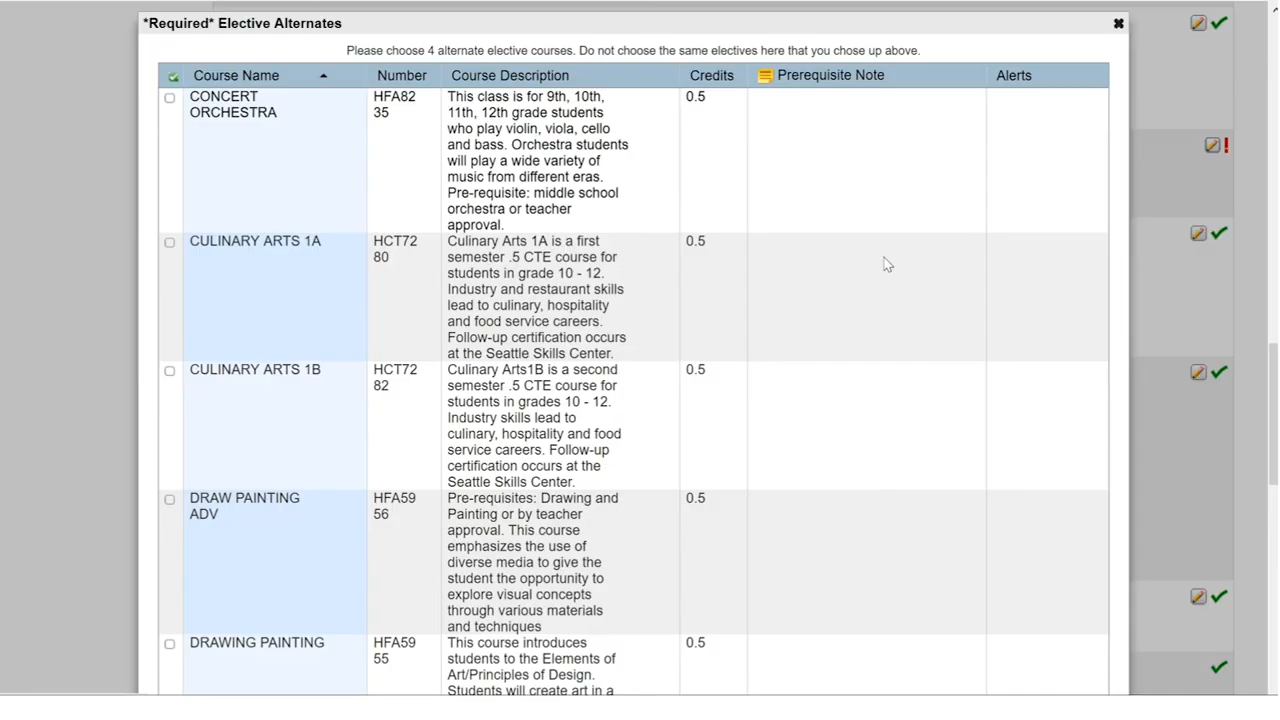 *Required* Elective Alternates
Please choose 4 alternate elective courses. Do not choose the same electives here that you chose up above.
Course Name Number Course Description Credits Prerequisite Note Alerts
CONCERT
ORCHESTRA
HFA82
35
This class is for 9th, 10th,
11th, 12th grade students
who play violin, viola, cello
and bass. Orchestra students
will play a wide variety of
music from different eras.
Pre-requisite: middle school
orchestra or teacher
approval.
0.5
CULINARY ARTS 1A
HCT72
80
Culinary Arts 1A is a first
semester .5 CTE course for
students in grade 10 - 12.
Industry and restaurant skills
lead to culinary, hospitality
and food service careers.
Follow-up certification occurs
at the Seattle Skills Center.
0.5
CULINARY ARTS 1B
HCT72
82
Culinary Arts1B is a second
semester .5 CTE course for
students in grades 10 - 12.
Industry skills lead to
culinary, hospitality and food
service careers. Follow-up
certification occurs at the
Seattle Skills Center.
0.5
DRAW PAINTING
ADV
HFA59
56
Pre-requisites: Drawing and
Painting or by teacher
approval. This course
emphasizes the use of
diverse media to give the
student the opportunity to
explore visual concepts
through various materials
and techniques
0.5
DRAWING PAINTING
HFA59
55
This course introduces
students to the Elements of
Art/Principles of Design.
Students will create art in a
0.5